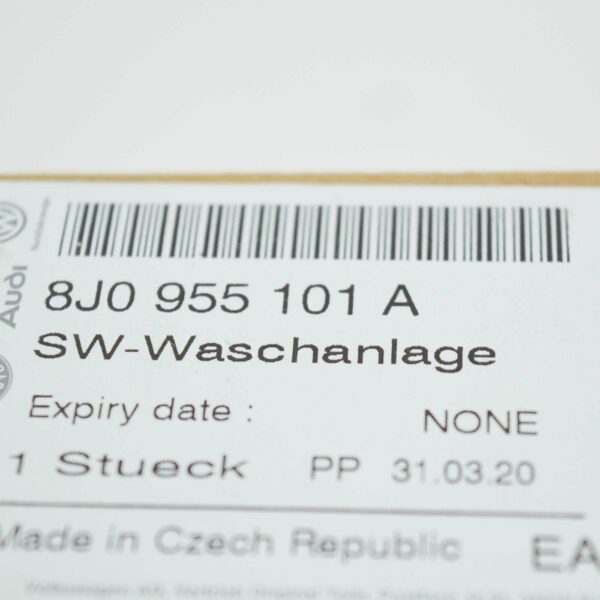 Audi
8J0 955 101 A
SW-Waschanlage
Expiry date : NONE
1 Stueck PP 31.03.20
Made in Czech Republic EA